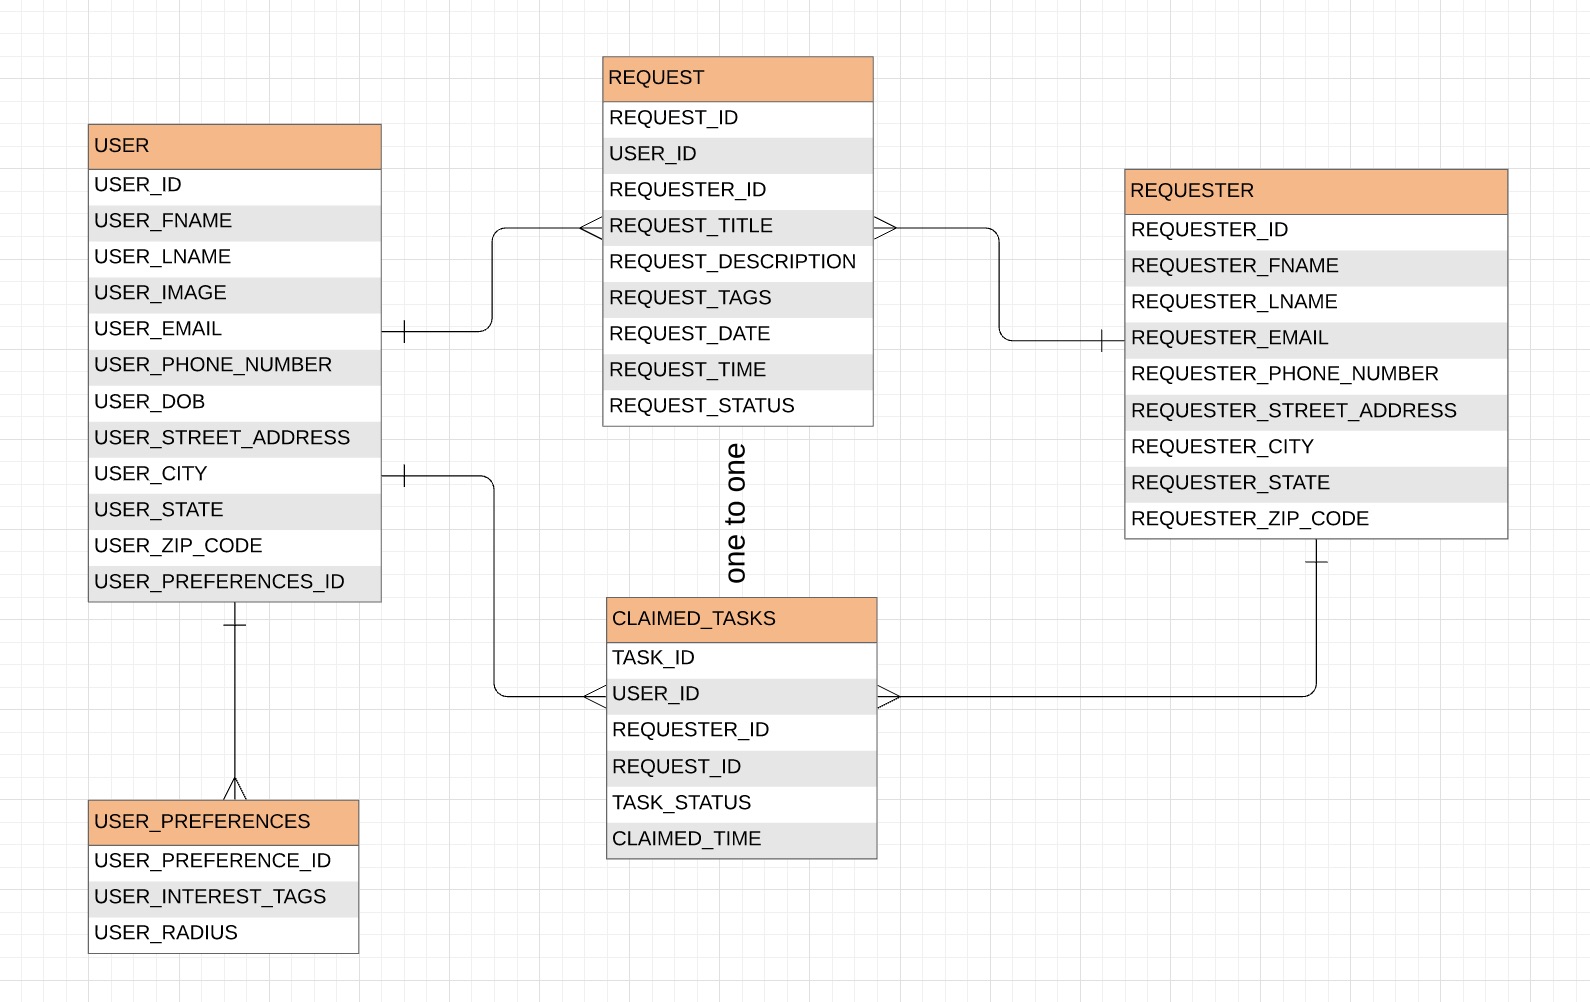 USER
USER_ID
USER_FNAME
USER_LNAME
USER_IMAGE
USER_EMAIL
USER_PHONE_NUMBER
USER_DOB
USER_STREET_ADDRESS
USER_CITY
USER_STATE
USER_ZIP_CODE
USER_PREFERENCES_ID
USER_PREFERENCES
USER_PREFERENCE_ID
USER_INTEREST_TAGS
USER_RADIUS
REQUEST
REQUEST_ID
USER_ID
REQUESTER_ID
REQUEST_TITLE
REQUEST_DESCRIPTION
REQUEST_TAGS
REQUEST_DATE
REQUEST_TIME
REQUEST_STATUS
one to one
CLAIMED_TASKS
TASK_ID
USER_ID
REQUESTER_ID
REQUEST_ID
TASK_STATUS
CLAIMED_TIME
REQUESTER
REQUESTER_ID
REQUESTER_FNAME
REQUESTER_LNAME
REQUESTER_EMAIL
REQUESTER_PHONE_NUMBER
REQUESTER_STREET_ADDRESS
REQUESTER_CITY
REQUESTER_STATE
REQUESTER_ZIP_CODE